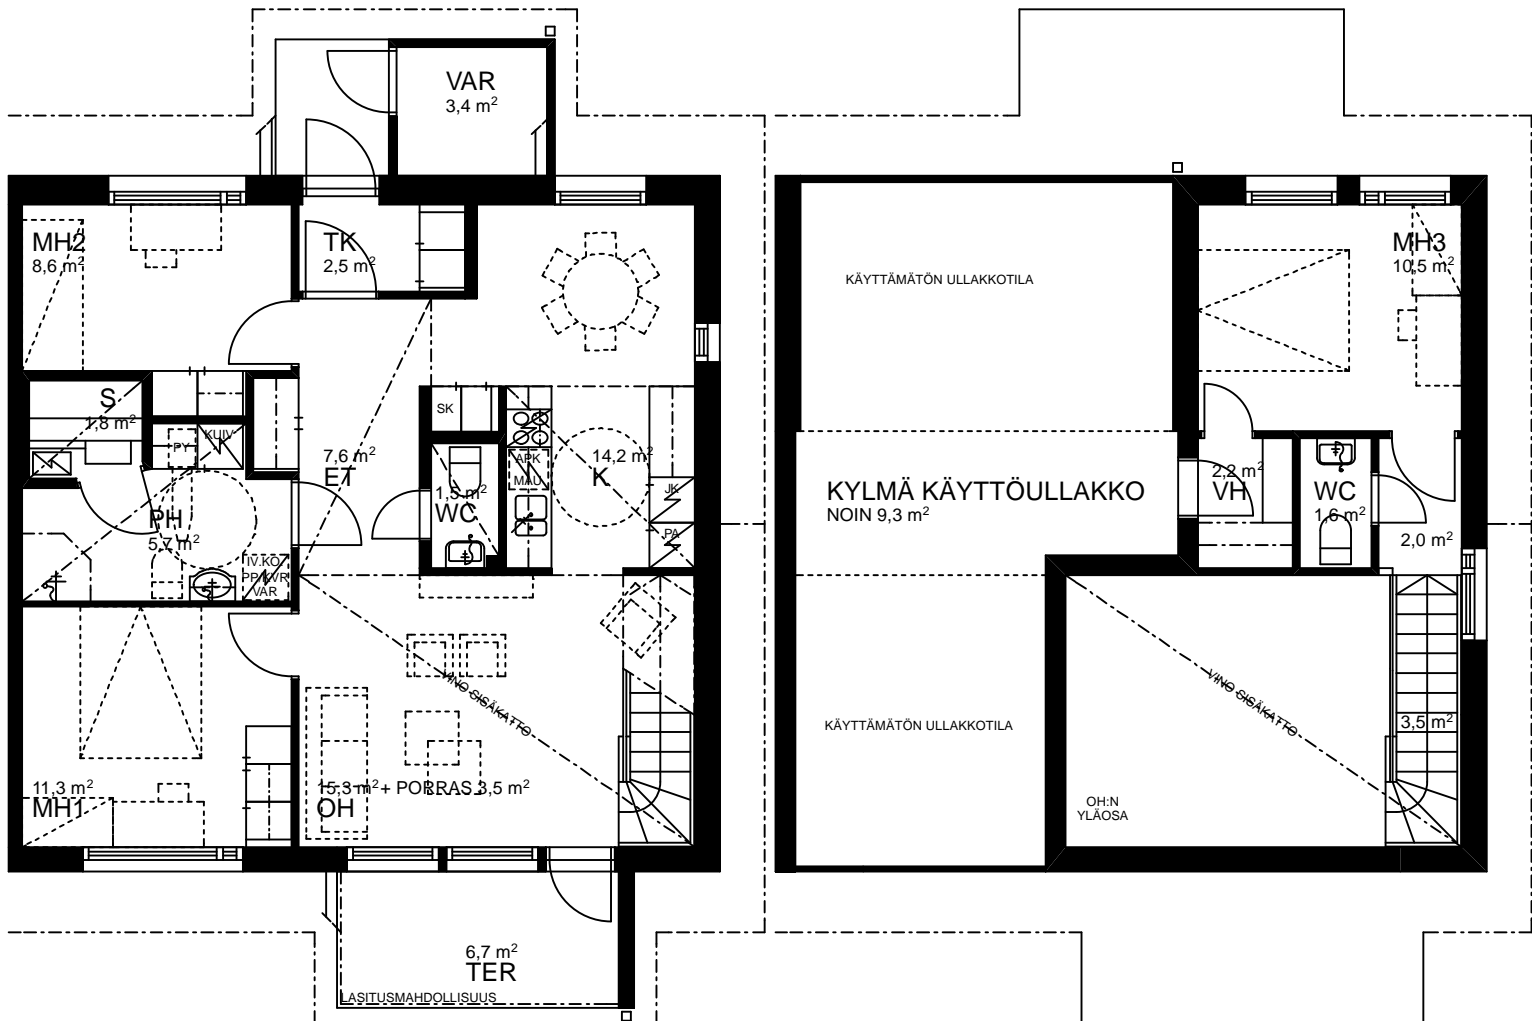 VAR
3,4 m²
MH2
8,6 m²
TK
2,5 m²
S
1,8 m²
PY
KUIV
SK
7,6 m²
ET
1,5 m²
WC
APK
MAU
14,2 m²
K
JK
PA
PH
5,7 m²
IV.KO
PP/KVR
VAR
VINO SISÄKATTO
11,3 m²
MH1
15,3 m² + PORRAS 3,5 m²
OH
6,7 m²
TER
LASITUSMAHDOLLISUUS
KÄYTTÄMÄTÖN ULLAKKOTILA
MH3
10,5 m²
KYLMÄ KÄYTTÖULLAKKO
NOIN 9,3 m²
2,2 m²
VH
WC
1,6 m²
2,0 m²
VINO SISÄKATTO
KÄYTTÄMÄTÖN ULLAKKOTILA
3,5 m²
OH:N
YLÄOSA